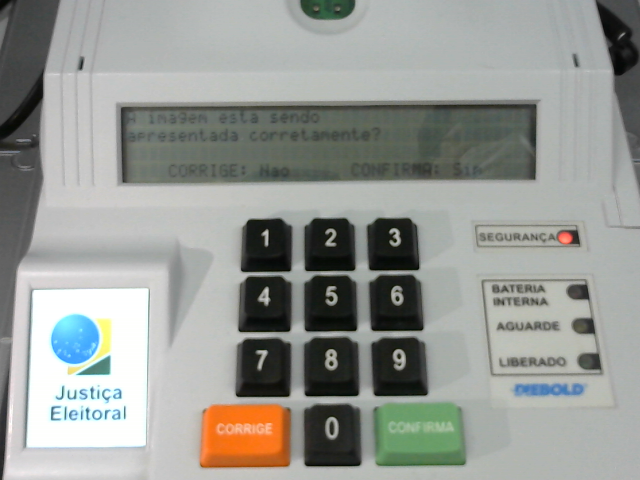 A imagem esta sendo
apresentada corretamente?
CORRIGE: Nao CONFIRMA: Sim
1 2 3
SEGURANÇA
4 5 6
BATERIA
INTERNA
AGUARDE
7 8 9
LIBERADO
DIEBOLD
Justiça
Eleitoral
CORRIGE 0 CONFIRMA